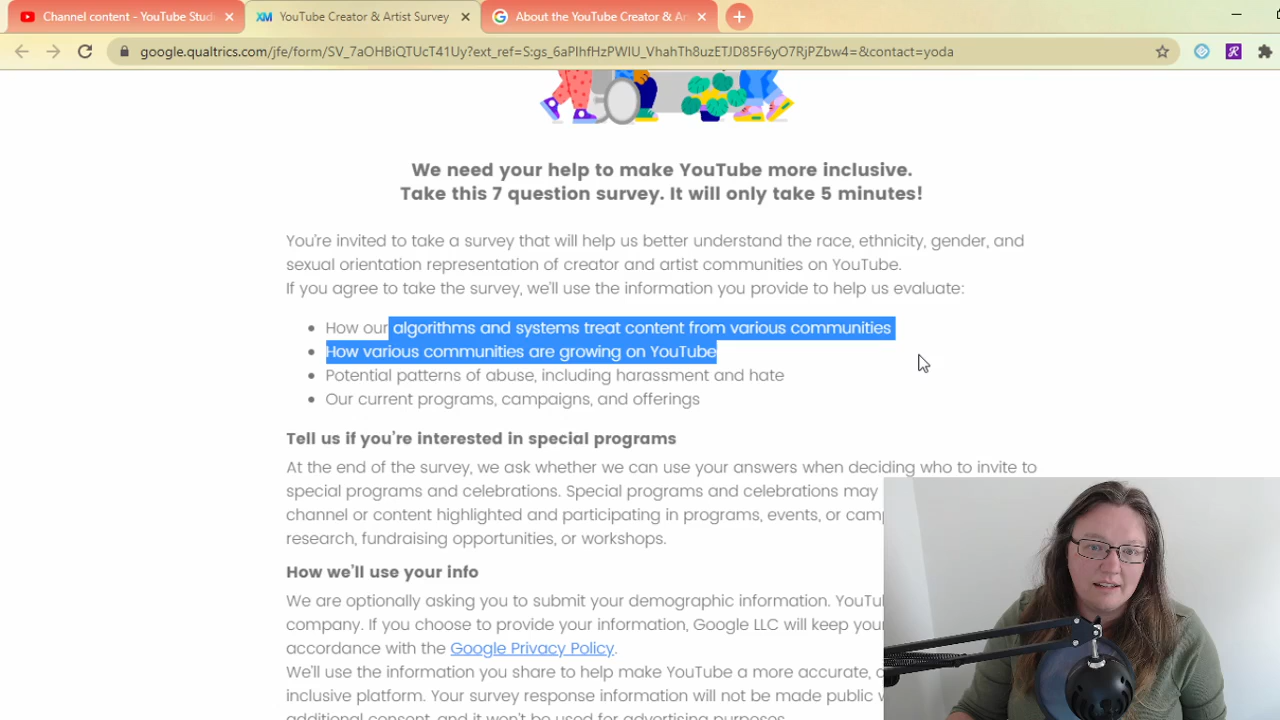 Channel content - YouTube Studi
XM YouTube Creator & Artist Survey
About the YouTube Creator & Ar
google.qualtrics.com/jfe/form/SV_7aOHBiQTUcT41Uy?ext_ref=S:gs_6aPIhfHzPWIU_VhahTh8uzETJD85F6yO7RjPZbw4=&contact=yoda
We need your help to make YouTube more inclusive.
Take this 7 question survey. It will only take 5 minutes!
You're invited to take a survey that will help us better understand the race, ethnicity, gender, and
sexual orientation representation of creator and artist communities on YouTube.
If you agree to take the survey, we'll use the information you provide to help us evaluate:
• How our algorithms and systems treat content from various communities
• How various communities are growing on YouTube
• Potential patterns of abuse, including harassment and hate
• Our current programs, campaigns, and offerings
Tell us if you're interested in special programs
At the end of the survey, we ask whether we can use your answers when deciding who to invite to
special programs and celebrations. Special programs and celebrations may
channel or content highlighted and participating in programs, events, or camp
research, fundraising opportunities, or workshops.
How we'll use your info
We are optionally asking you to submit your demographic information. YouTu
company. If you choose to provide your information, Google LLC will keep your
accordance with the Google Privacy Policy.
We'll use the information you share to help make YouTube a more accurate,
inclusive platform. Your survey response information will not be made public
additional consent, and it won't be used for advertising purposes.